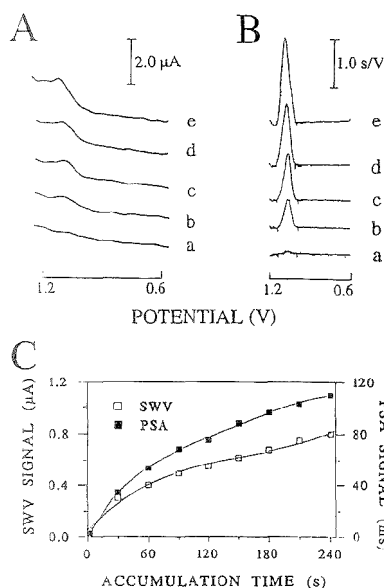 A
2.0 µA
e
d
c
b
a
1.2
0.6
B
1.0 s/V
e
d
c
b
a
1.2
0.6
POTENTIAL (V)
C
SWV SIGNAL (µA)
1.2
0.8
0.4
0.0
SWV
PSA
120
80
40
0
PSA SIGNAL
0
60
120
180
240
ACCUMULATION TIME (s)